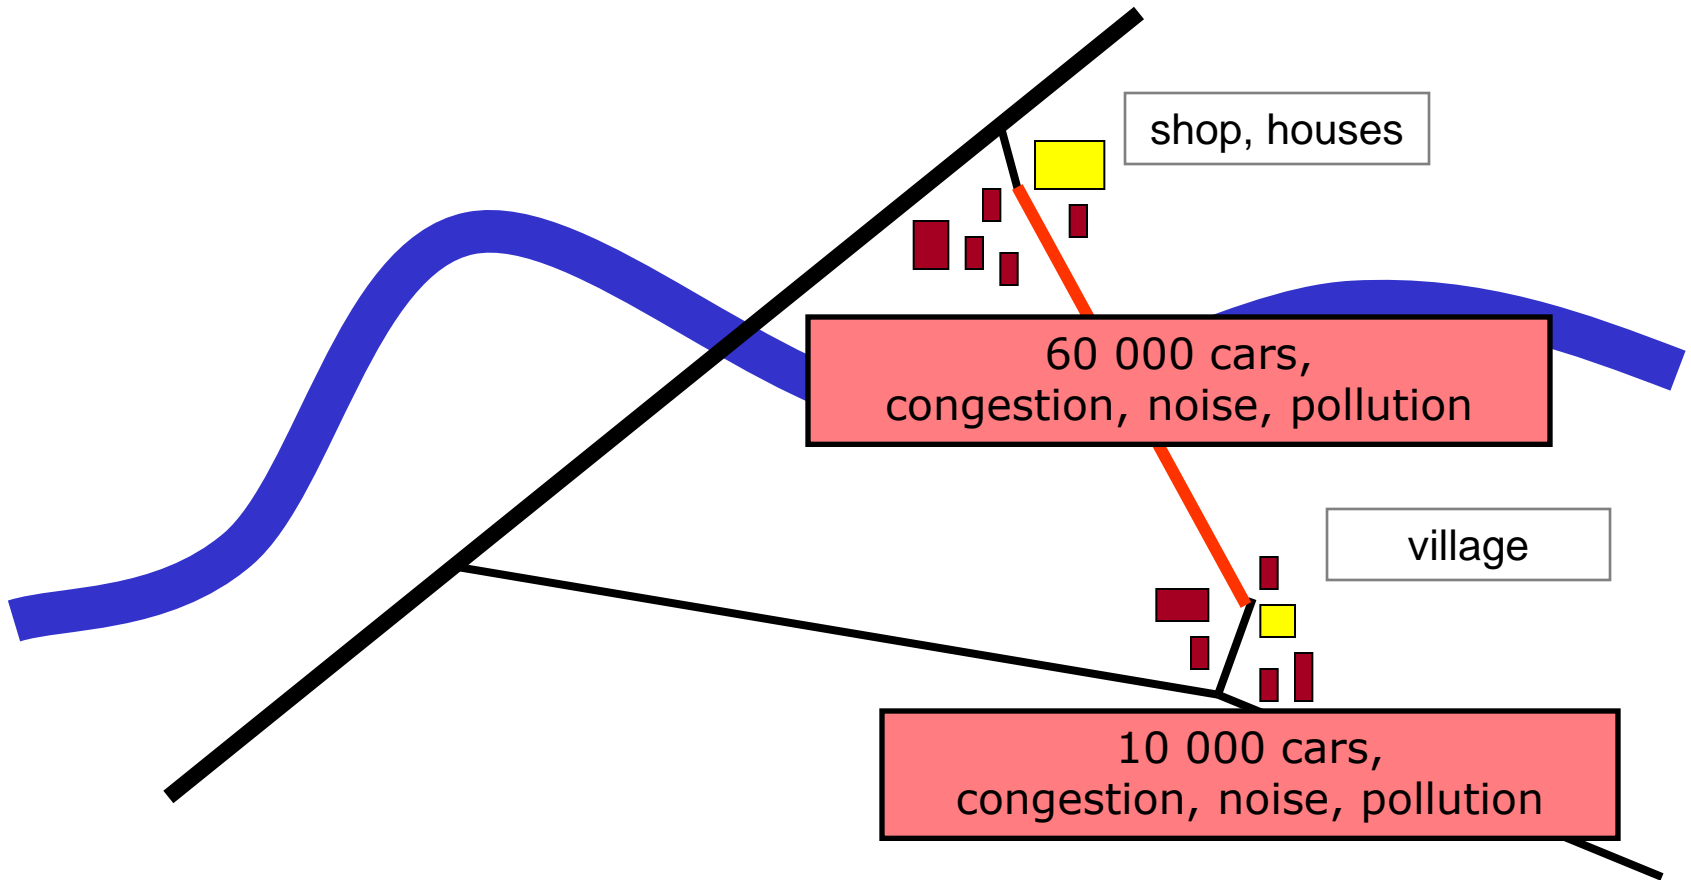 shop, houses
60 000 cars,
congestion, noise, pollution
village
10 000 cars,
congestion, noise, pollution